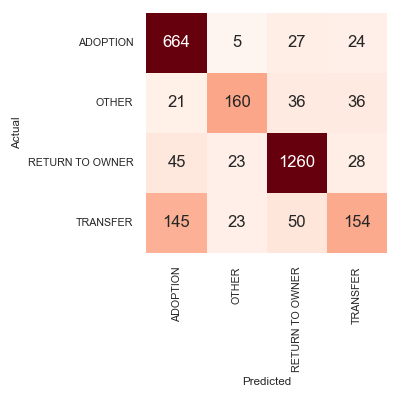 ADOPTION 664 5 27 24
OTHER 21 160 36 36
RETURN TO OWNER 45 23 1260 28
TRANSFER 145 23 50 154
Actual
ADOPTION
OTHER
RETURN TO OWNER
TRANSFER
Predicted